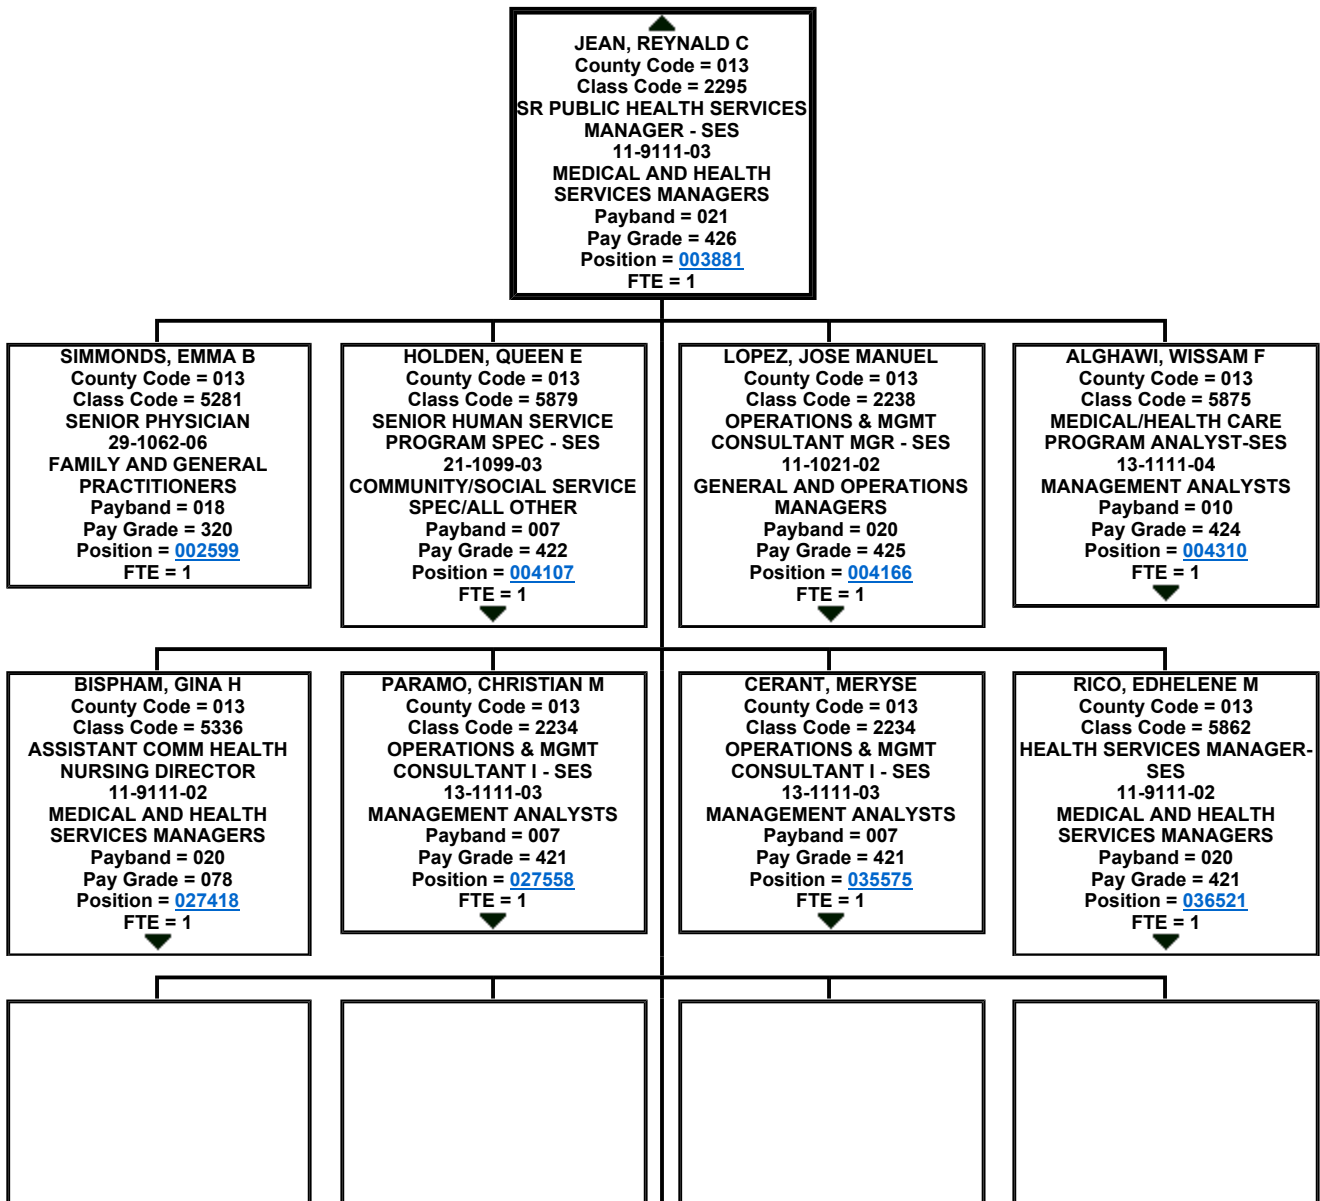 JEAN, REYNALD C
County Code = 013
Class Code = 2295
SR PUBLIC HEALTH SERVICES
MANAGER - SES
11-9111-03
MEDICAL AND HEALTH
SERVICES MANAGERS
Payband = 021
Pay Grade = 426
Position = 003881
FTE = 1
SIMMONDS, EMMA B
County Code = 013
Class Code = 5281
SENIOR PHYSICIAN
29-1062-06
FAMILY AND GENERAL
PRACTITIONERS
Payband = 018
Pay Grade = 320
Position = 002599
FTE = 1
HOLDEN, QUEEN E
County Code = 013
Class Code = 5879
SENIOR HUMAN SERVICE
PROGRAM SPEC - SES
21-1099-03
COMMUNITY/SOCIAL SERVICE
SPEC/ALL OTHER
Payband = 007
Pay Grade = 422
Position = 004107
FTE = 1
LOPEZ, JOSE MANUEL
County Code = 013
Class Code = 2238
OPERATIONS & MGMT
CONSULTANT MGR - SES
11-1021-02
GENERAL AND OPERATIONS
MANAGERS
Payband = 020
Pay Grade = 425
Position = 004166
FTE = 1
ALGHAWI, WISSAM F
County Code = 013
Class Code = 5875
MEDICAL/HEALTH CARE
PROGRAM ANALYST-SES
13-1111-04
MANAGEMENT ANALYSTS
Payband = 010
Pay Grade = 424
Position = 004310
FTE = 1
BISPHAM, GINA H
County Code = 013
Class Code = 5336
ASSISTANT COMM HEALTH
NURSING DIRECTOR
11-9111-02
MEDICAL AND HEALTH
SERVICES MANAGERS
Payband = 020
Pay Grade = 078
Position = 027418
FTE = 1
PARAMO, CHRISTIAN M
County Code = 013
Class Code = 2234
OPERATIONS & MGMT
CONSULTANT I - SES
13-1111-03
MANAGEMENT ANALYSTS
Payband = 007
Pay Grade = 421
Position = 027558
FTE = 1
CERANT, MERYSE
County Code = 013
Class Code = 2234
OPERATIONS & MGMT
CONSULTANT I - SES
13-1111-03
MANAGEMENT ANALYSTS
Payband = 007
Pay Grade = 421
Position = 035575
FTE = 1
RICO, EDHELENE M
County Code = 013
Class Code = 5862
HEALTH SERVICES MANAGER-
SES
11-9111-02
MEDICAL AND HEALTH
SERVICES MANAGERS
Payband = 020
Pay Grade = 421
Position = 036521
FTE = 1